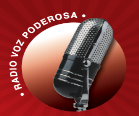 • RADIO VOZ PODEROSA •